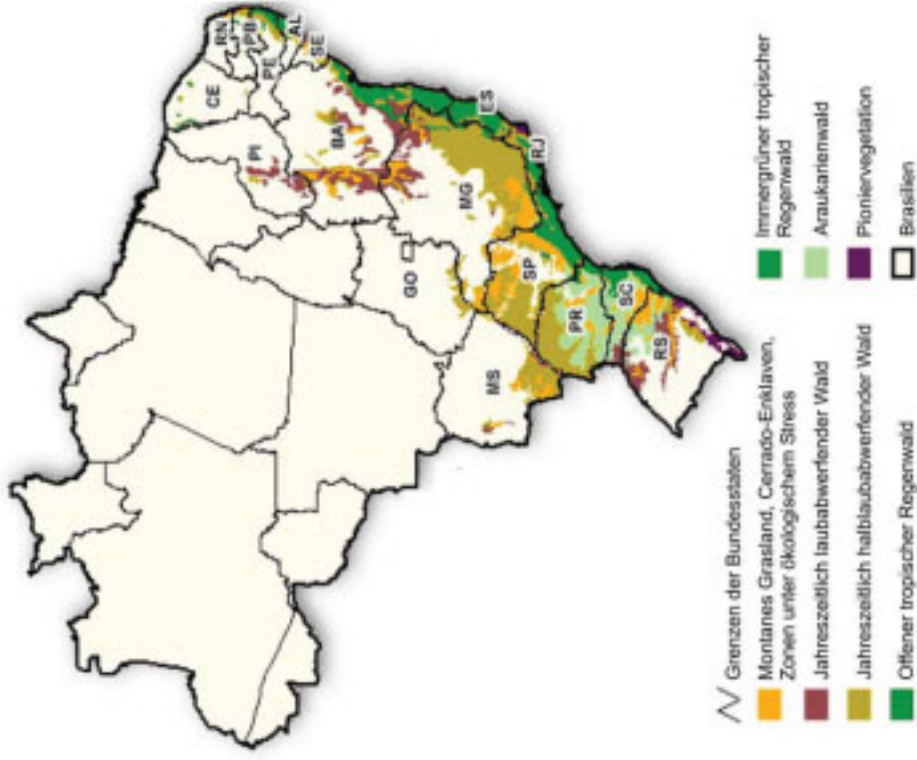 RN
PB
CE
PE
AL
SE
PI
BA
GO
MG
ES
RJ
MS
SP
PR
SC
RS
Grenzen der Bundesstaten
Montanes Grasland, Cerrado-Enklaven,
Zonen unter ökologischem Stress
Jahreszeitlich laubabwerfender Wald
Jahreszeitlich halblaubabwerfender Wald
Offener tropischer Regenwald
Immergrüner tropischer
Regenwald
Araukarienwald
Pioniervegetation
Brasilien